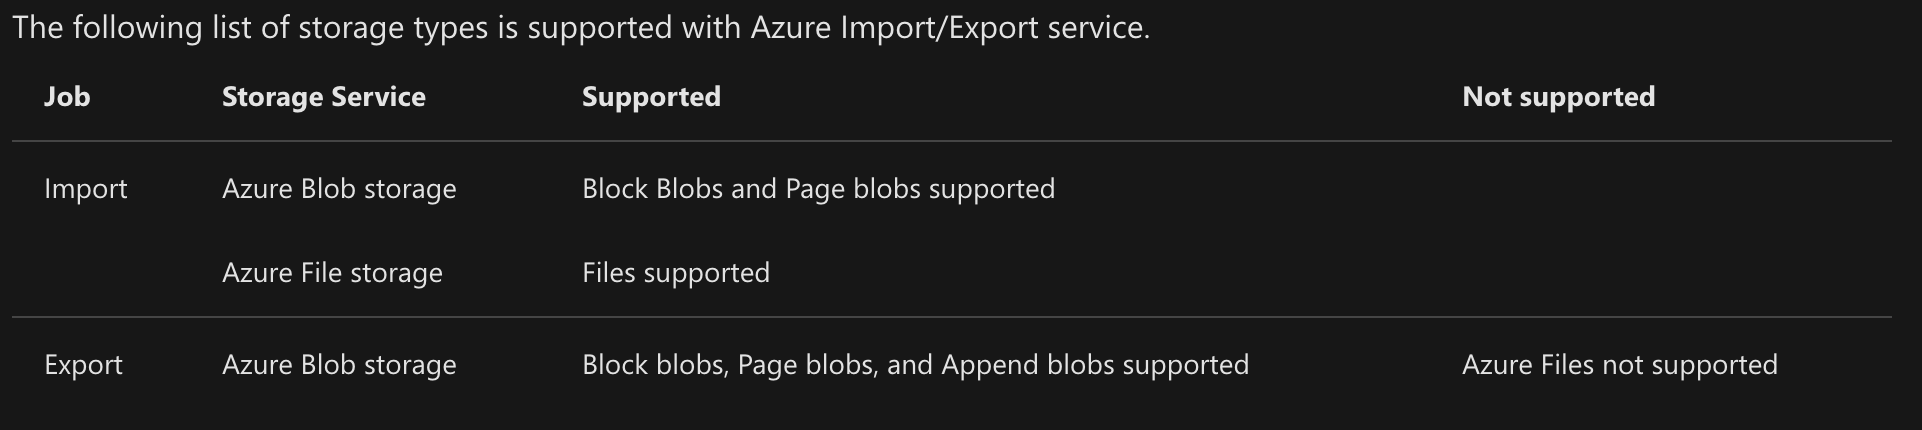 The following list of storage types is supported with Azure Import/Export service.
Job Storage Service Supported Not supported
Import Azure Blob storage Block Blobs and Page blobs supported
Azure File storage Files supported
Export Azure Blob storage Block blobs, Page blobs, and Append blobs supported Azure Files not supported